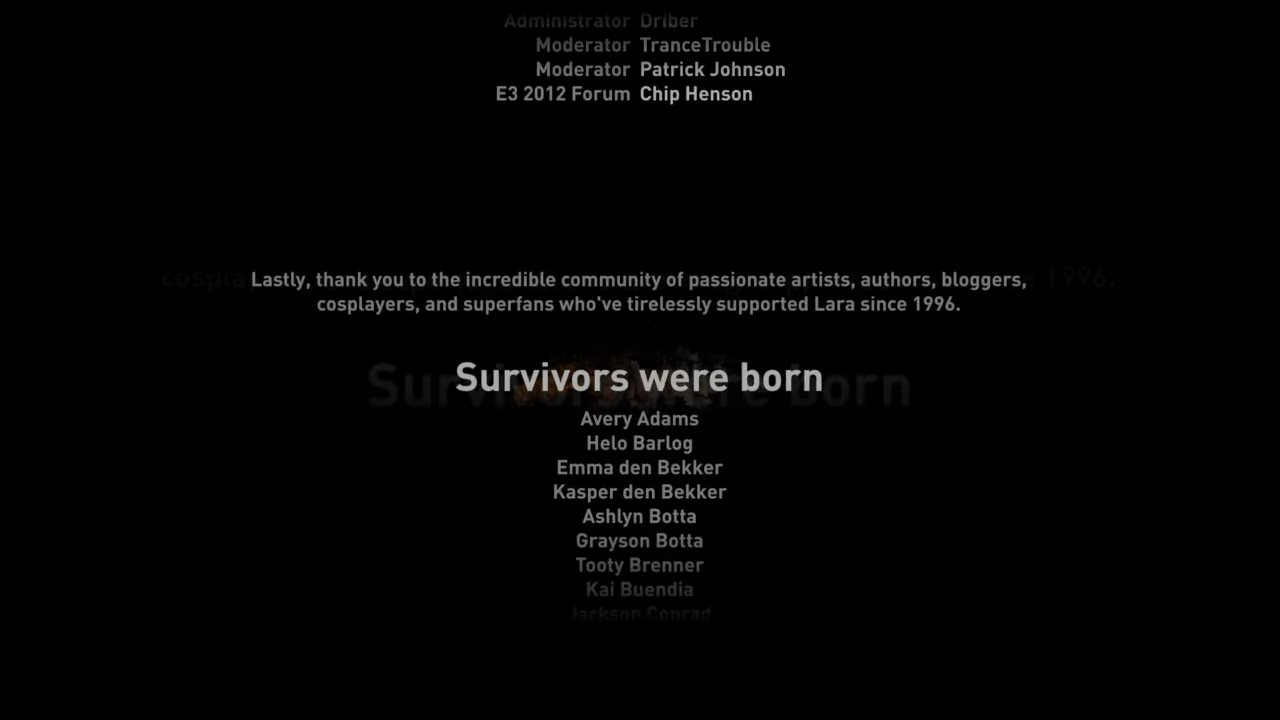 Administrator Driber
Moderator TranceTrouble
Moderator Patrick Johnson
E3 2012 Forum Chip Henson
Lastly, thank you to the incredible community of passionate artists, authors, bloggers,
cosplayers, and superfans who've tirelessly supported Lara since 1996.
Survivors were born
Avery Adams
Helo Barlog
Emma den Bekker
Kasper den Bekker
Ashlyn Botta
Grayson Botta
Tooty Brenner
Kai Buendia
Jackson Conrad